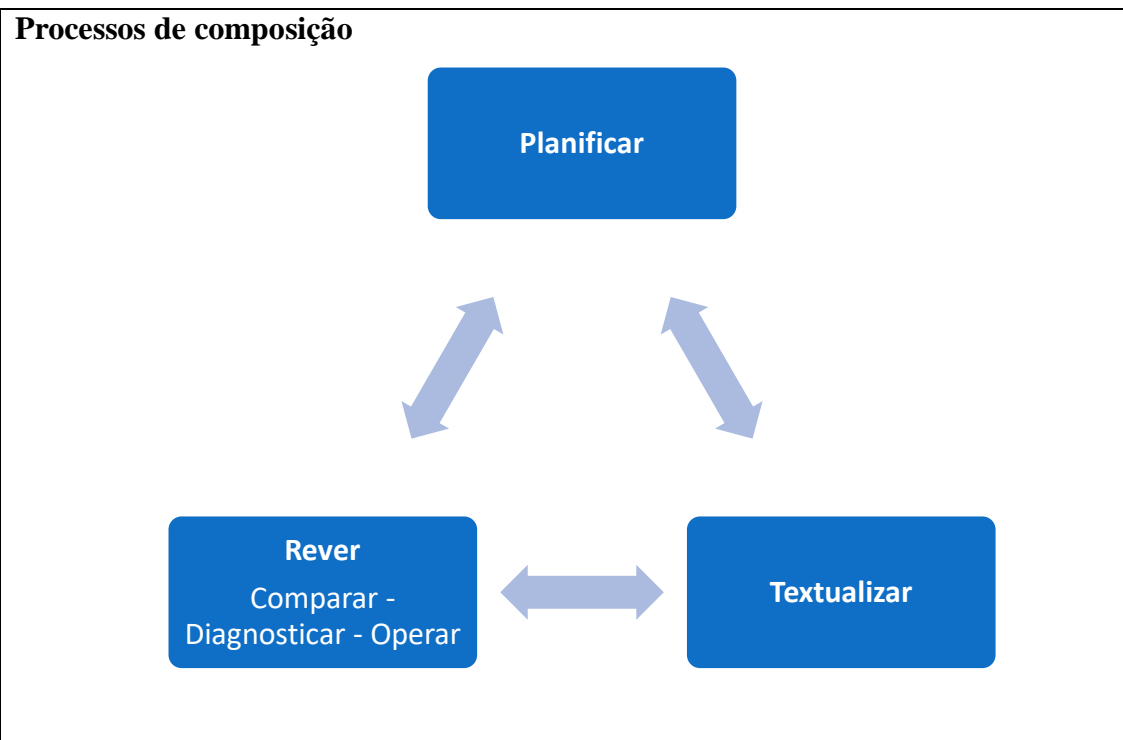 Processos de composição
Planificar
Rever
Comparar -
Diagnosticar - Operar
Textualizar